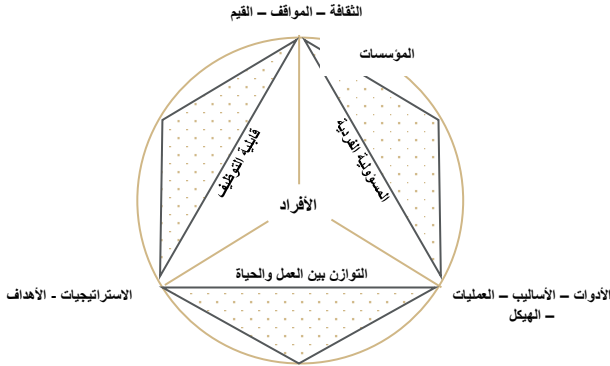 الثقافة – المواقف – القيم
المؤسسات
قابلية التوظيف
المسؤولية الفردية
الأفراد
التوازن بين العمل والحياة
الأدوات – الأساليب – العمليات
– الهيكل
الاستراتيجيات - الأهداف